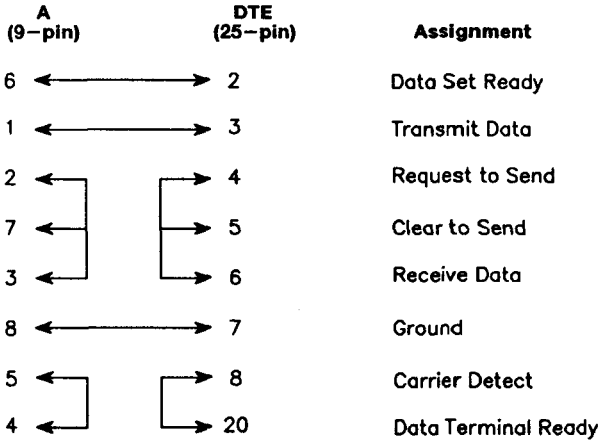 A DTE
(9-pin) (25-pin) Assignment
6 2 Data Set Ready
1 3 Transmit Data
2 4 Request to Send
7 5 Clear to Send
3 6 Receive Data
8 7 Ground
5 8 Carrier Detect
4 20 Data Terminal Ready